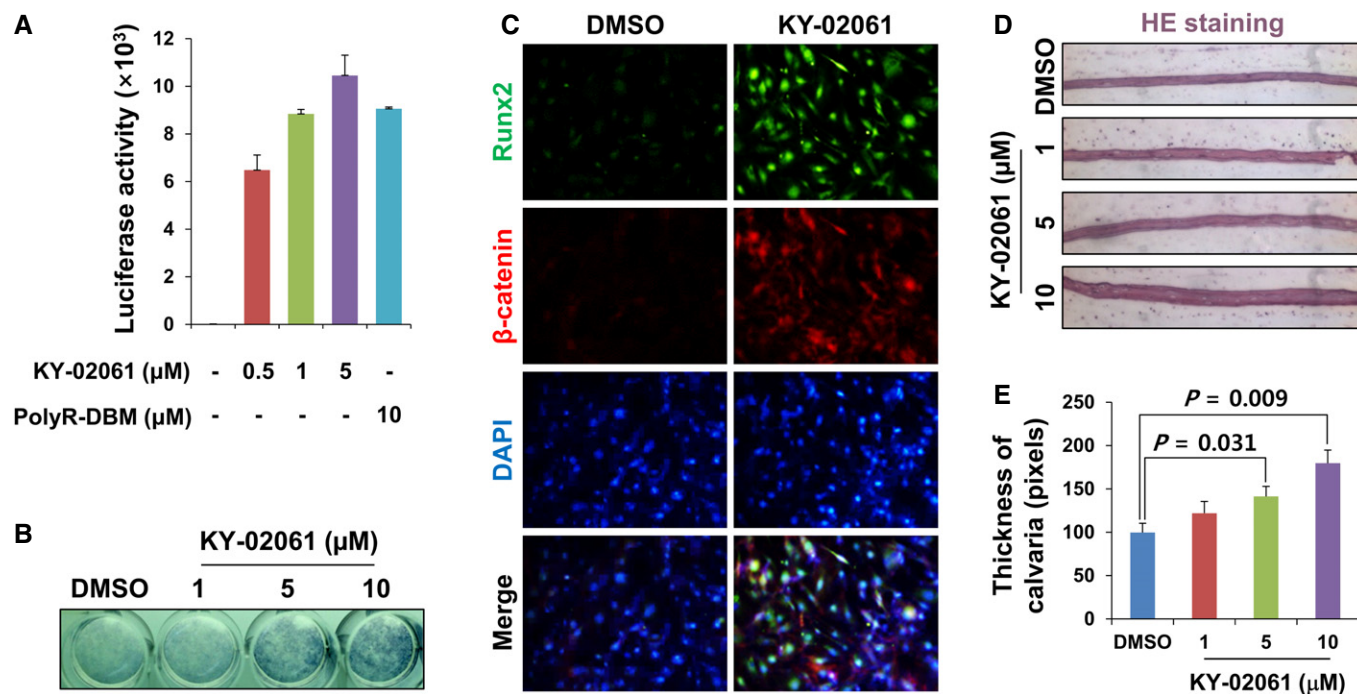 A
Luciferase activity (×10³)
12
10
8
6
4
2
0
KY-02061 (μM) - 0.5 1 5 -
PolyR-DBM (μM) - - - - 10
B
KY-02061 (μM)
DMSO 1 5 10
C
DMSO KY-02061
Runx2
β-catenin
DAPI
Merge
D
HE staining
DMSO
KY-02061 (μM)
1
5
10
E
Thickness of
calvaria (pixels)
250
200
150
100
50
0
P = 0.009
P = 0.031
DMSO 1 5 10
KY-02061 (μM)